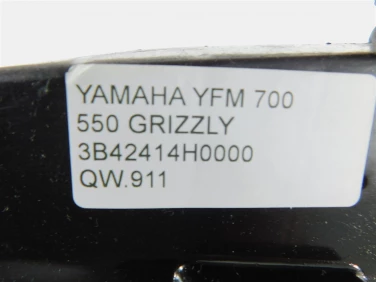 YAMAHA YFM 700
550 GRIZZLY
3B42414H0000
QW.911